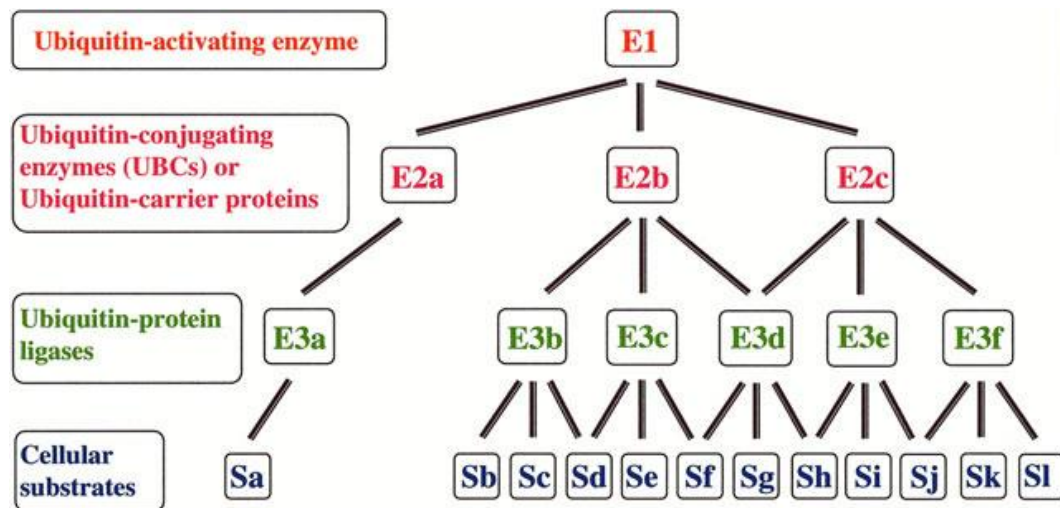 Ubiquitin-activating enzyme
E1
Ubiquitin-conjugating
enzymes (UBCs) or
Ubiquitin-carrier proteins
E2a E2b E2c
Ubiquitin-protein
ligases
E3a E3b E3c E3d E3e E3f
Cellular
substrates
Sa Sb Sc Sd Se Sf Sg Sh Si Sj Sk Sl